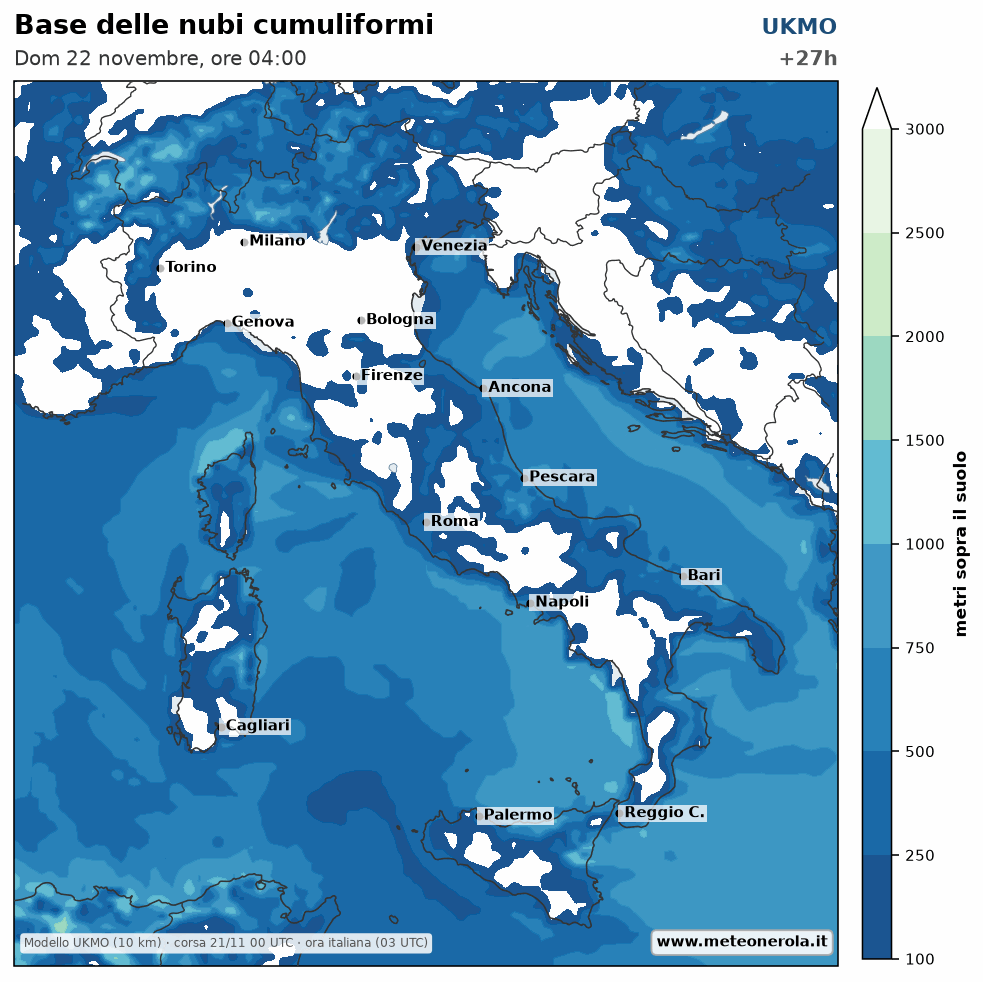 Base delle nubi cumuliformi
UKMO
Dom 22 novembre, ore 04:00
+27h
3000
2500
2000
1500
1000
750
500
250
100
metri sopra il suolo
Milano
Venezia
Torino
Genova
Bologna
Firenze
Ancona
Pescara
Roma
Bari
Napoli
Cagliari
Palermo
Reggio C.
Modello UKMO (10 km) · corsa 21/11 00 UTC · ora italiana (03 UTC)
www.meteonerola.it